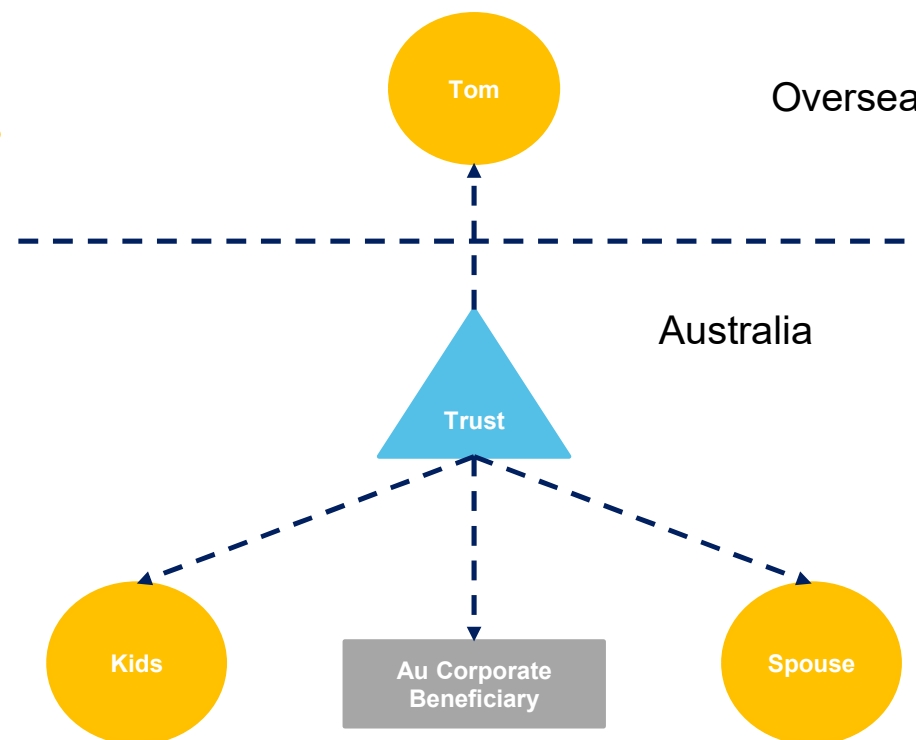 Tom
Oversea
Australia
Trust
Kids
Au Corporate
Beneficiary
Spouse